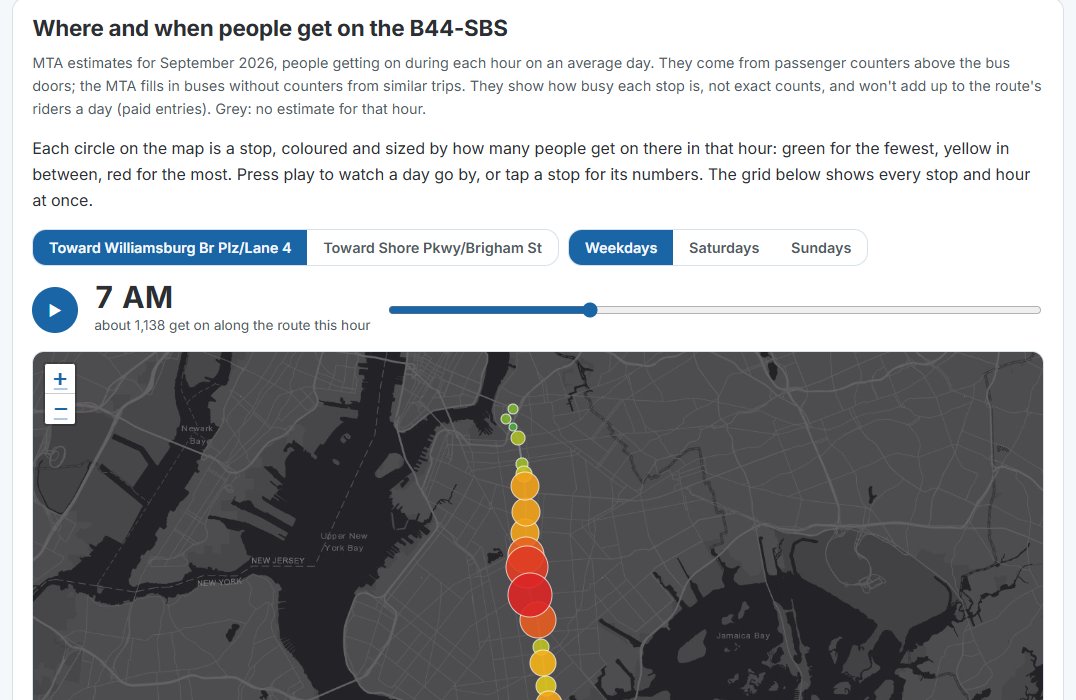 Where and when people get on the B44-SBS
MTA estimates for September 2026, people getting on during each hour on an average day. They come from passenger counters above the bus
doors; the MTA fills in buses without counters from similar trips. They show how busy each stop is, not exact counts, and won't add up to the route's
riders a day (paid entries). Grey: no estimate for that hour.
Each circle on the map is a stop, coloured and sized by how many people get on there in that hour: green for the fewest, yellow in
between, red for the most. Press play to watch a day go by, or tap a stop for its numbers. The grid below shows every stop and hour
at once.
Toward Williamsburg Br Plz/Lane 4 Toward Shore Pkwy/Brigham St Weekdays Saturdays Sundays
7 AM
about 1,138 get on along the route this hour
+
−
Newark
Bay
Upper New
York Bay
NEW JERSEY
NEW YORK
Jamaica Bay